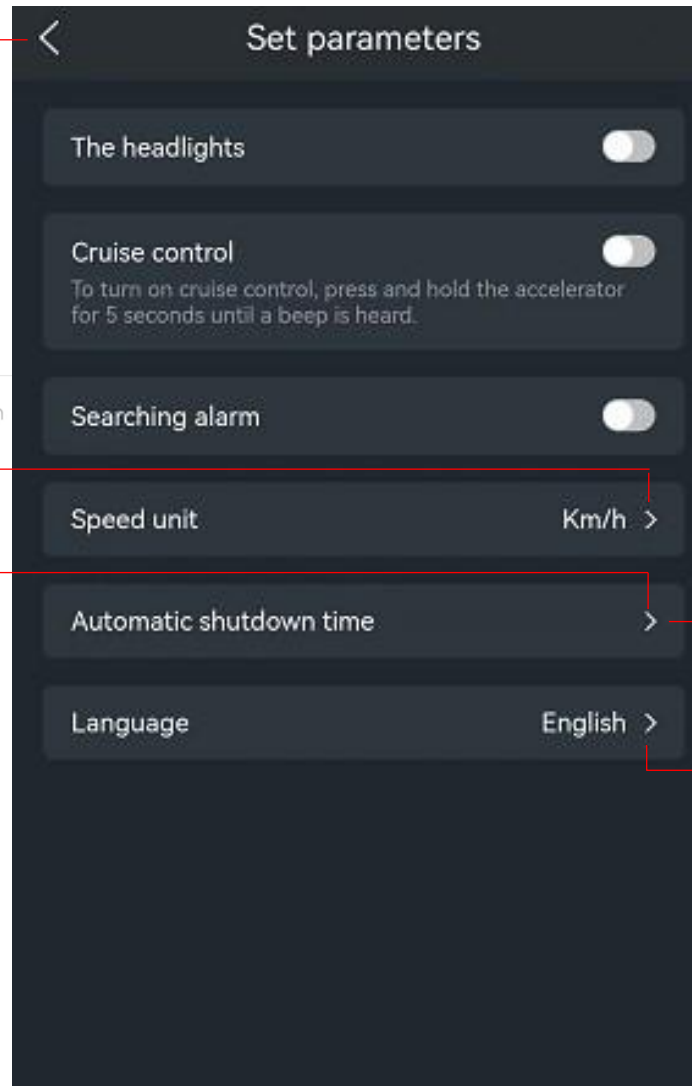 Set parameters
The headlights
Cruise control
To turn on cruise control, press and hold the accelerator
for 5 seconds until a beep is heard.
Searching alarm
Speed unit Km/h
Automatic shutdown time
Language English